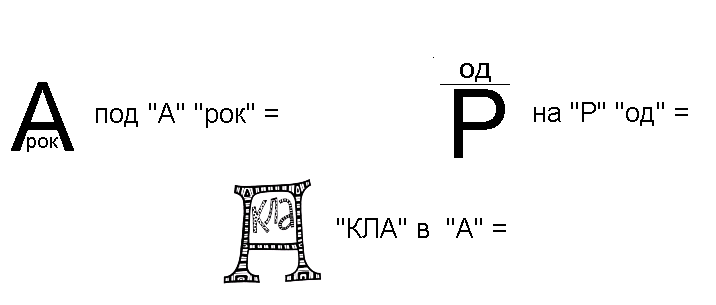 А
рок
под "А" "рок" =
од
Р
на "Р" "од" =
А
кла
"КЛА" в "А" =